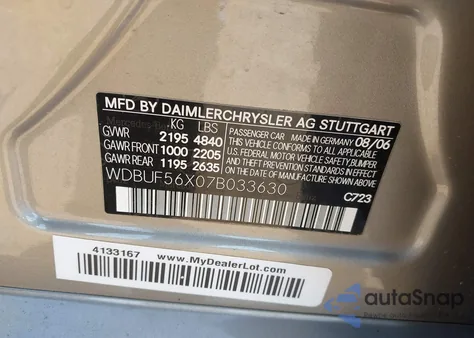 MFD BY DAIMLERCHRYSLER AG STUTTGART
Mercedes-Benz KG LBS
GVWR 2195 4840
GAWR FRONT 1000 2205
GAWR REAR 1195 2635
PASSENGER CAR MADE IN GERMANY 08/06
THIS VEHICLE CONFORMS TO ALL APPLICABLE
U.S. FEDERAL MOTOR VEHICLE SAFETY, BUMPER
AND THEFT PREVENTION STANDARDS IN EFFECT
ON THE DATE OF MANUFACTURE SHOWN ABOVE
WDBUF56X07B033630
C723
4133167
www.MyDealerLot.com
autoSnap